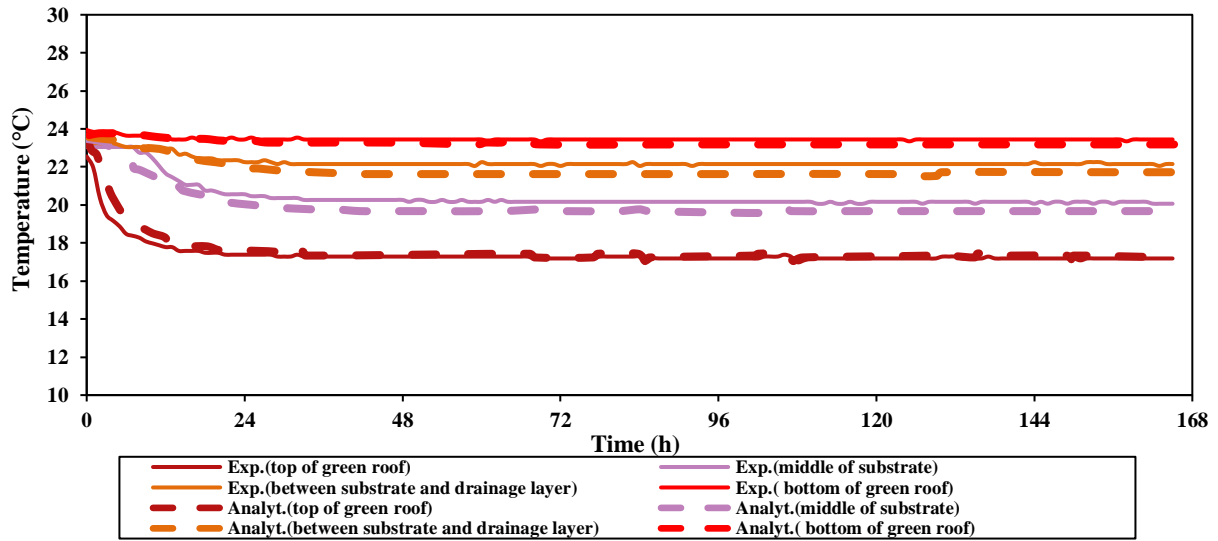 30
28
26
24
22
20
18
16
14
12
10
Temperature (°C)
0 24 48 72 96 120 144 168
Time (h)
Exp.(top of green roof) Exp.(middle of substrate)
Exp.(between substrate and drainage layer) Exp.( bottom of green roof)
Analyt.(top of green roof) Analyt.(middle of substrate)
Analyt.(between substrate and drainage layer) Analyt.( bottom of green roof)